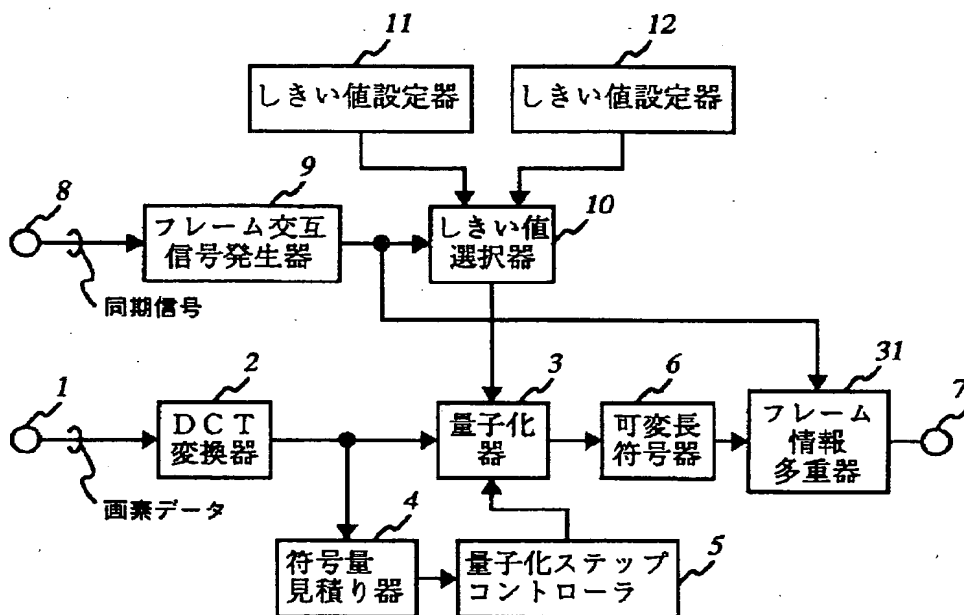 11
12
しきい値設定器
しきい値設定器
8
9
フレーム交互
信号発生器
10
しきい値
選択器
同期信号
1
2
DCT
変換器
3
量子化
器
6
可変長
符号器
31
フレーム
情報
多重器
7
画素データ
4
符号量
見積り器
5
量子化ステップ
コントローラ